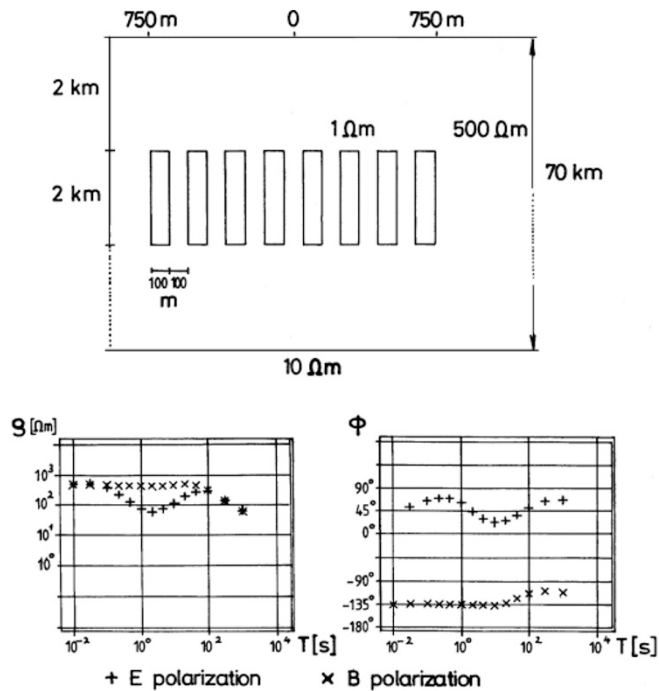 750 m 0 750 m
2 km
1 Ωm 500 Ωm
2 km 70 km
100 100
m
10 Ωm
ϱ [Ωm] Φ
10³
10²
10¹
10⁰
90°
45°
0°
-90°
-135°
-180°
10⁻² 10⁰ 10² 10⁴ T [s]
10⁻² 10⁰ 10² 10⁴ T [s]
+ E polarization × B polarization